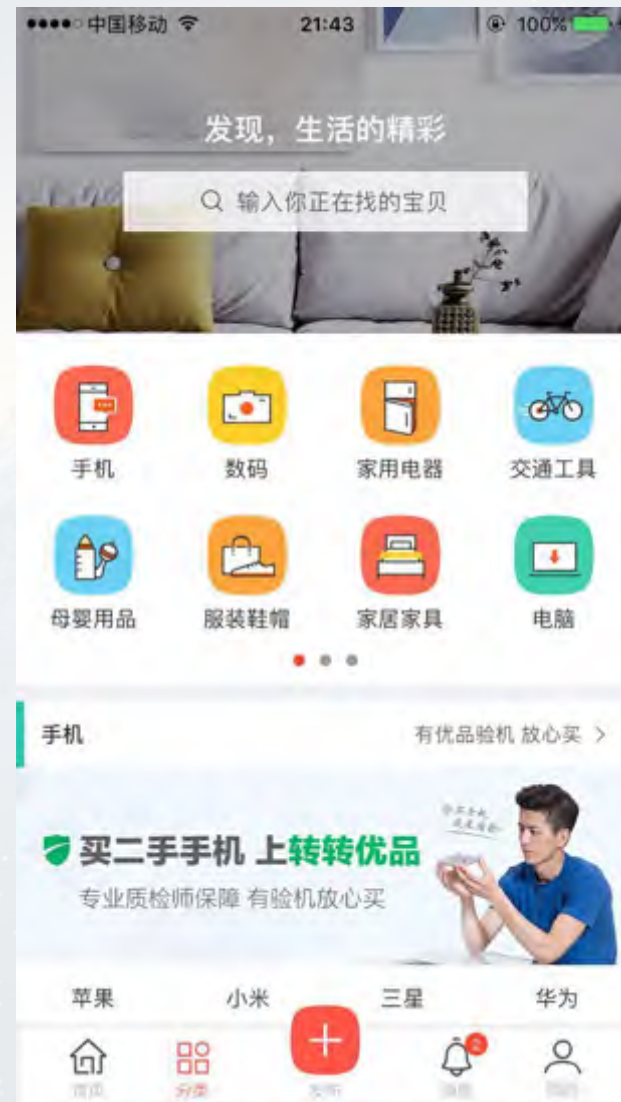 中国移动 21:43 100%
发现，生活的精彩
输入你正在找的宝贝
手机 数码 家用电器 交通工具
母婴用品 服装鞋帽 家居家具 电脑
手机 有优品验机 放心买
买二手手机 上转转优品
专业质检师保障 有验机放心买
苹果 小米 三星 华为
2
分类